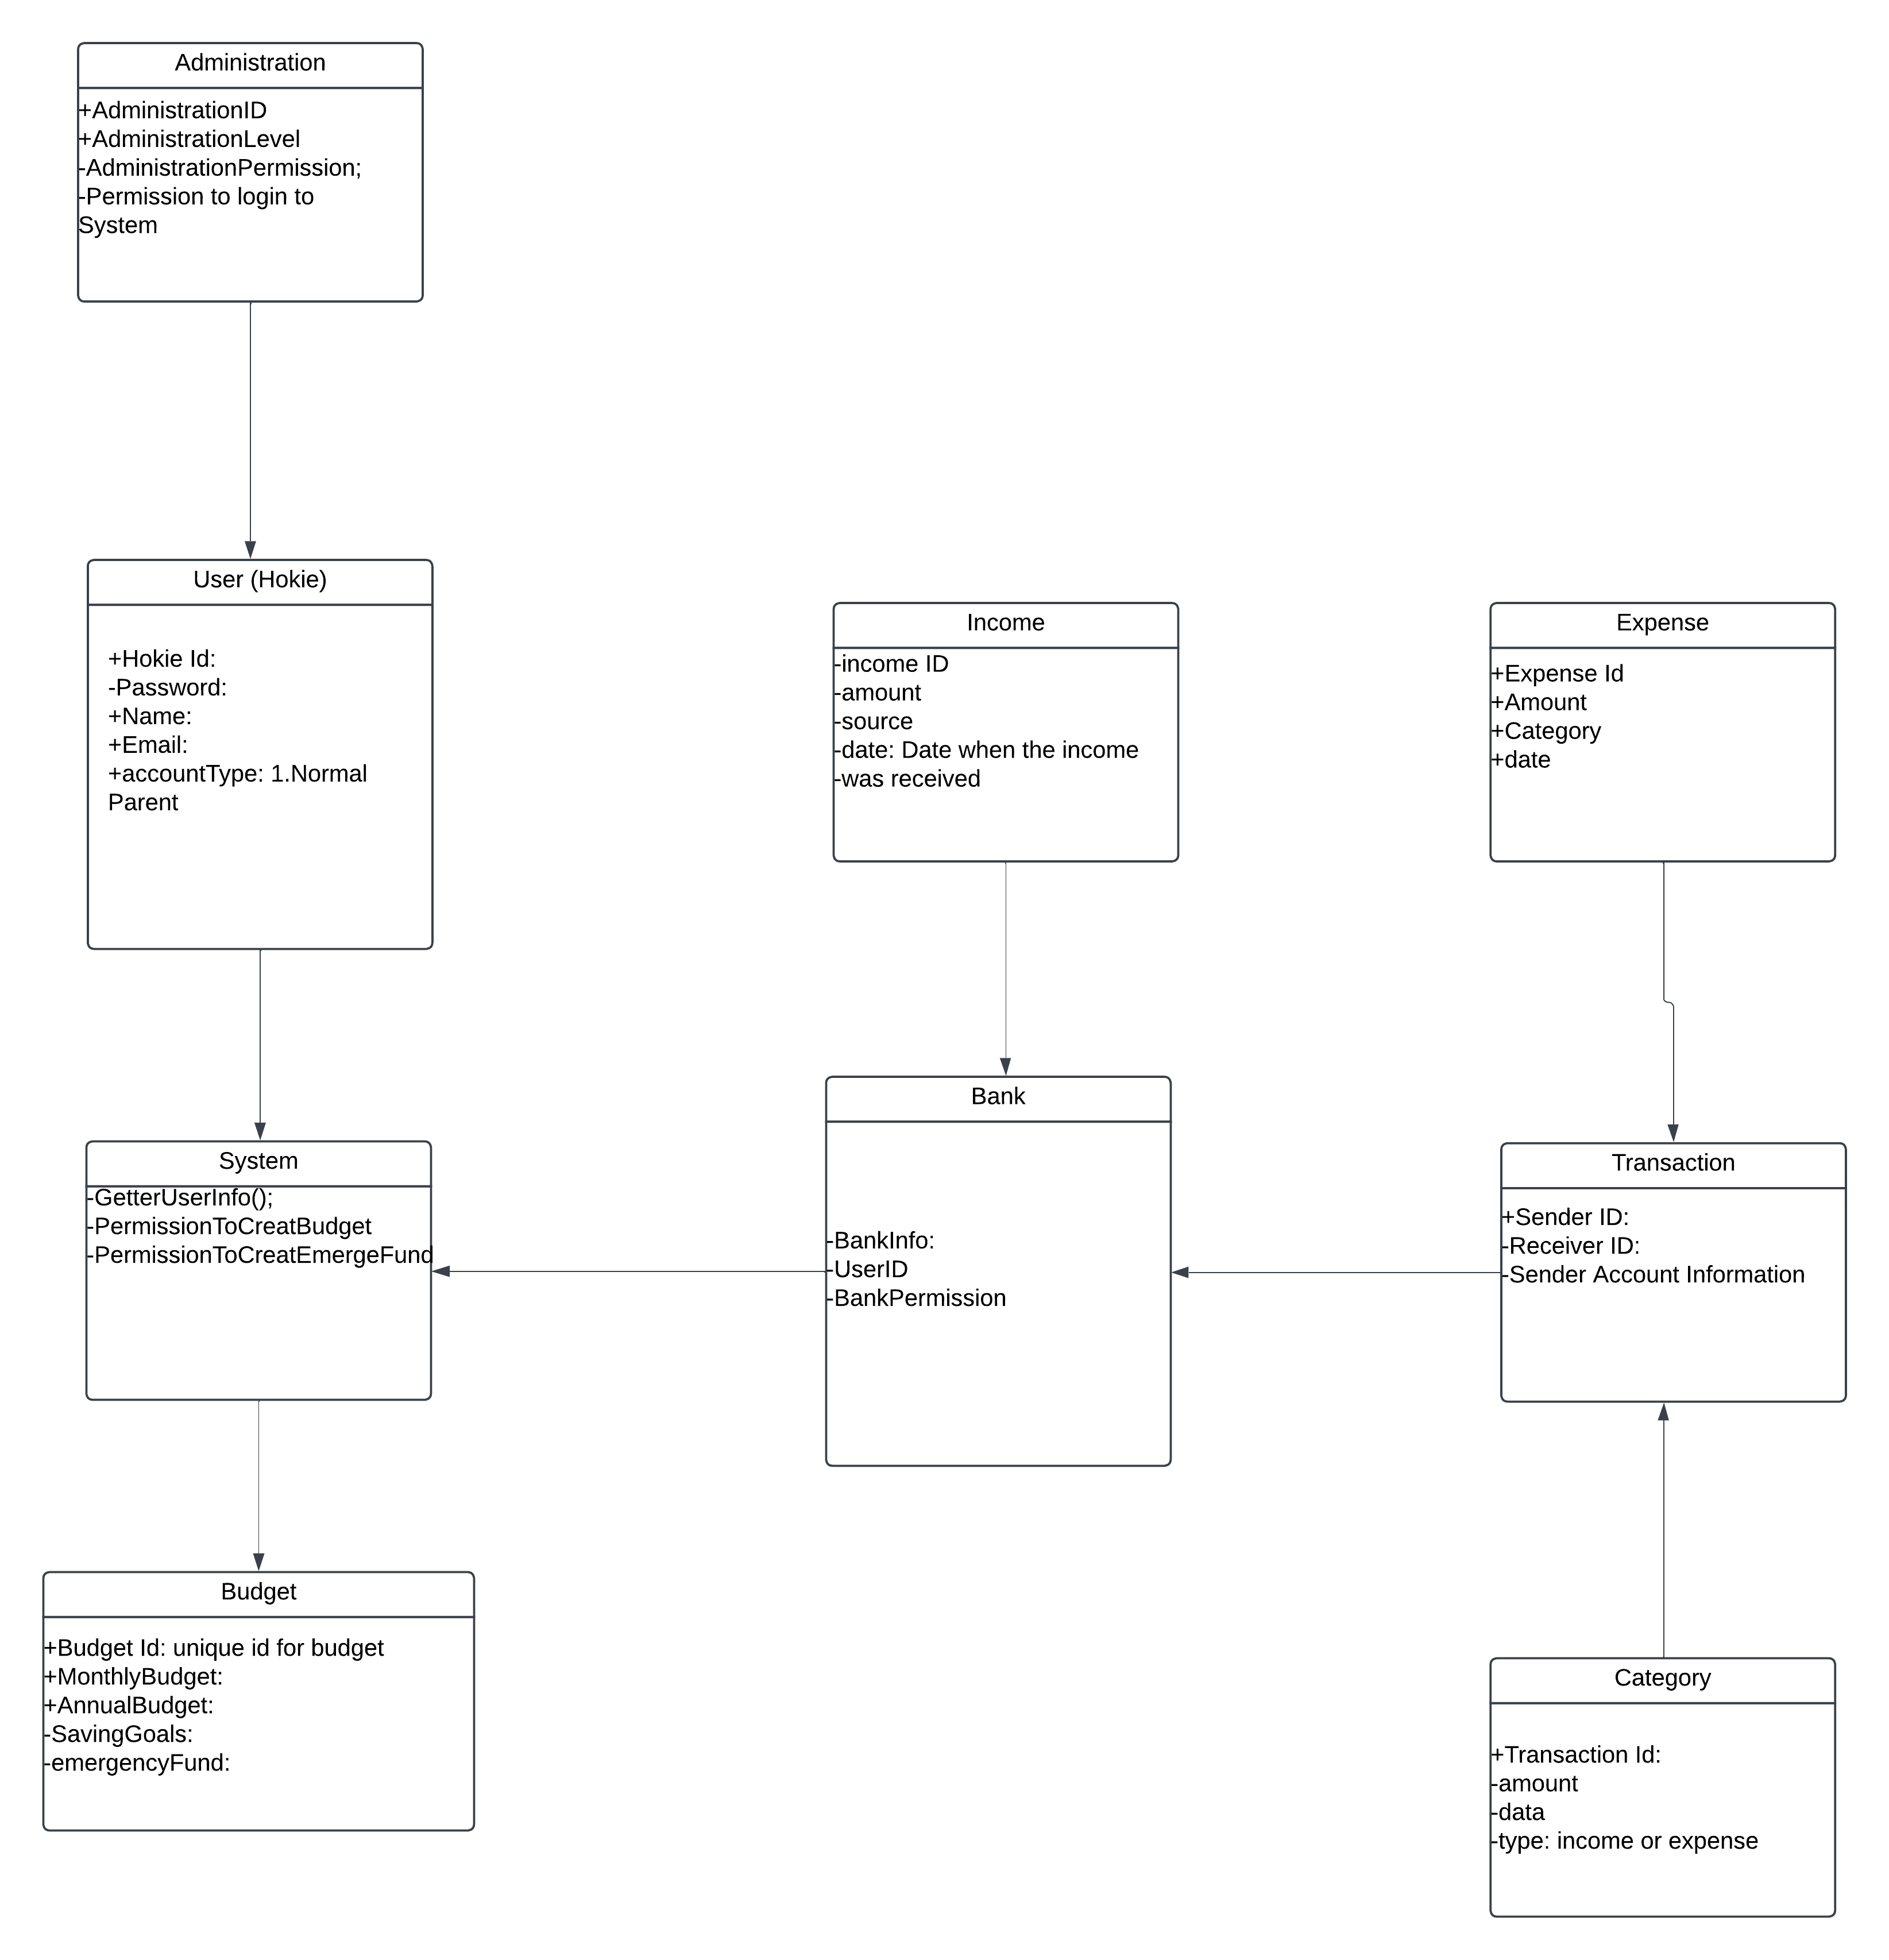 Administration
+AdministrationID
+AdministrationLevel
-AdministrationPermission;
-Permission to login to
System
User (Hokie)
+Hokie Id:
-Password:
+Name:
+Email:
+accountType: 1.Normal
Parent
Income
-income ID
-amount
-source
-date: Date when the income
-was received
Expense
+Expense Id
+Amount
+Category
+date
System
-GetterUserInfo();
-PermissionToCreatBudget
-PermissionToCreatEmergeFund
Bank
-BankInfo:
-UserID
-BankPermission
Transaction
+Sender ID:
-Receiver ID:
-Sender Account Information
Budget
+Budget Id: unique id for budget
+MonthlyBudget:
+AnnualBudget:
-SavingGoals:
-emergencyFund:
Category
+Transaction Id:
-amount
-data
-type: income or expense